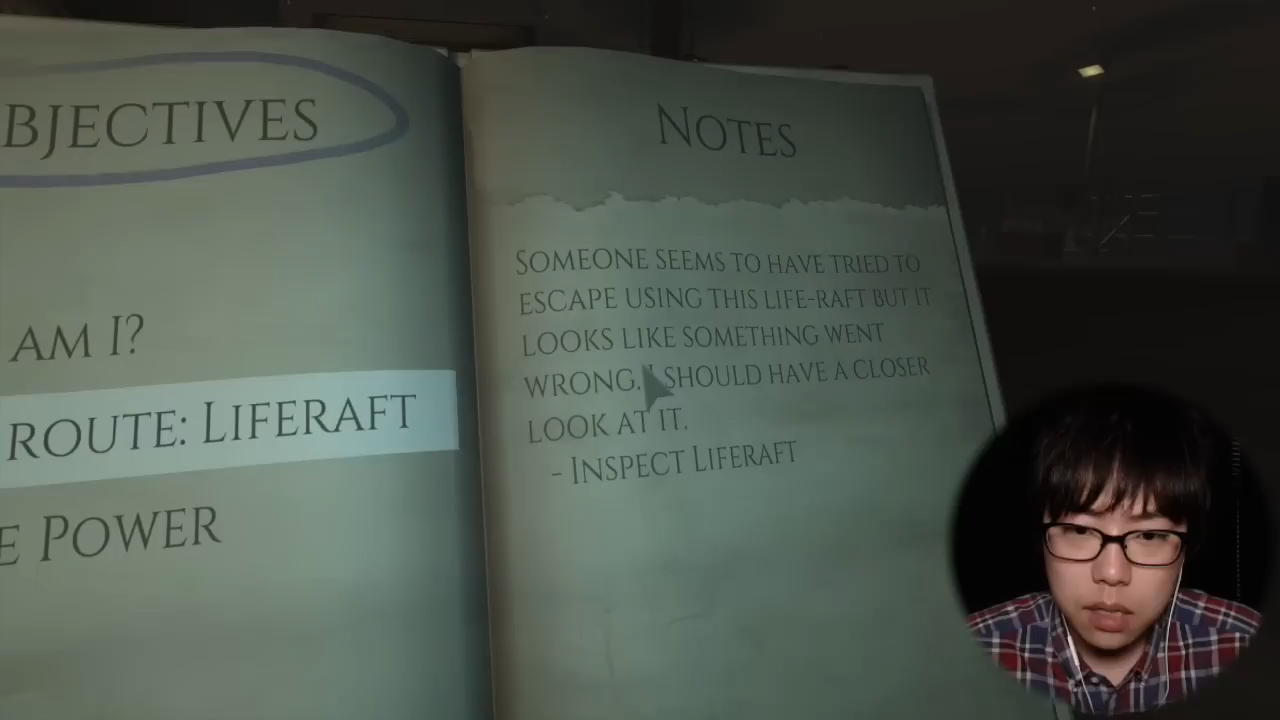 BJECTIVES
AM I?
ROUTE: LIFERAFT
E POWER
NOTES
SOMEONE SEEMS TO HAVE TRIED TO
ESCAPE USING THIS LIFE-RAFT BUT IT
LOOKS LIKE SOMETHING WENT
WRONG. I SHOULD HAVE A CLOSER
LOOK AT IT.
- INSPECT LIFERAFT